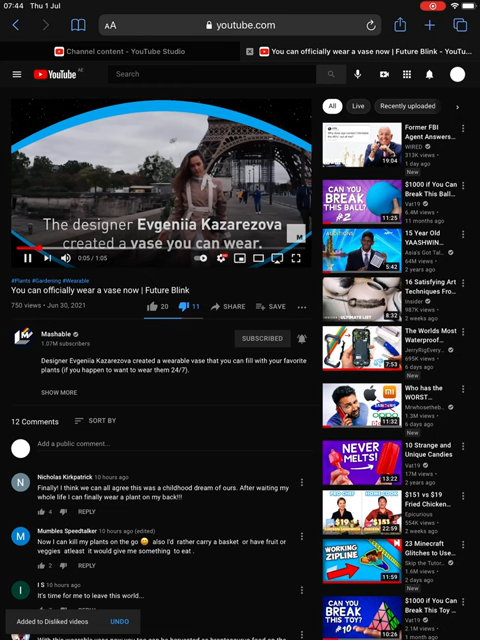 07:44 Thu 1 Jul
AA
youtube.com
Channel content - YouTube Studio
You can officially wear a vase now | Future Blink - YouTu...
YouTube AE
Search
The designer Evgeniia Kazarezova
created a vase you can wear.
M
0:05 / 1:05
#Plants #Gardening #Wearable
You can officially wear a vase now | Future Blink
750 views • Jun 30, 2021
20
11
SHARE
SAVE
Mashable
1.07M subscribers
SUBSCRIBED
Designer Evgeniia Kazarezova created a wearable vase that you can fill with your favorite
plants (if you happen to want to wear them 24/7).
SHOW MORE
12 Comments
SORT BY
Add a public comment...
N
Nicholas Kirkpatrick 10 hours ago
Finally! I think we can all agree this was a childhood dream of ours. After waiting my
whole life I can finally wear a plant on my back!!!
4
REPLY
M
Mumbles Speedtalker 10 hours ago (edited)
Now I can kill my plants on the go 😀 also I'd rather carry a basket or have fruit or
veggies atleast it would give me something to eat .
2
REPLY
I
I S 10 hours ago
It's time for me to leave this world...
Added to Disliked videos
UNDO
All
Live
Recently uploaded
Former FBI
Agent Answers...
WIRED
313K views •
1 day ago
New
19:04
$1000 if You Can
Break This Ball...
Vat19
6.4M views •
11 months ago
CAN YOU
BREAK
THIS BALL?
#2
11:25
15 Year Old
YAASHWIN...
Asia's Got Tal...
64M views •
2 years ago
AUDITIONS
5:42
16 Satisfying Art
Techniques Fro...
Insider
987K views •
2 weeks ago
ULTIMATE LIST
8:32
The Worlds Most
Waterproof...
JerryRigEvery...
695K views •
6 days ago
New
7:53
Who has the
WORST...
Mrwhosetheb...
1.3M views •
6 days ago
New
SAMSUNG
oppo
11:32
10 Strange and
Unique Candies
Vat19
17M views •
2 years ago
NEVER
MELTS!
13:22
$151 vs $19
Fried Chicken...
Epicurious
554K views •
2 weeks ago
PRO CHEF
HOME COOK
$19
22:59
23 Minecraft
Glitches to Use...
Skip the Tutor...
1.6M views •
2 days ago
New
WORKING
ZIPLINE
11:59
$1000 if You Can
Break This Toy ...
Vat19
2.1M views •
1 month ago
CAN YOU
BREAK
THIS TOY?
#10
10:26